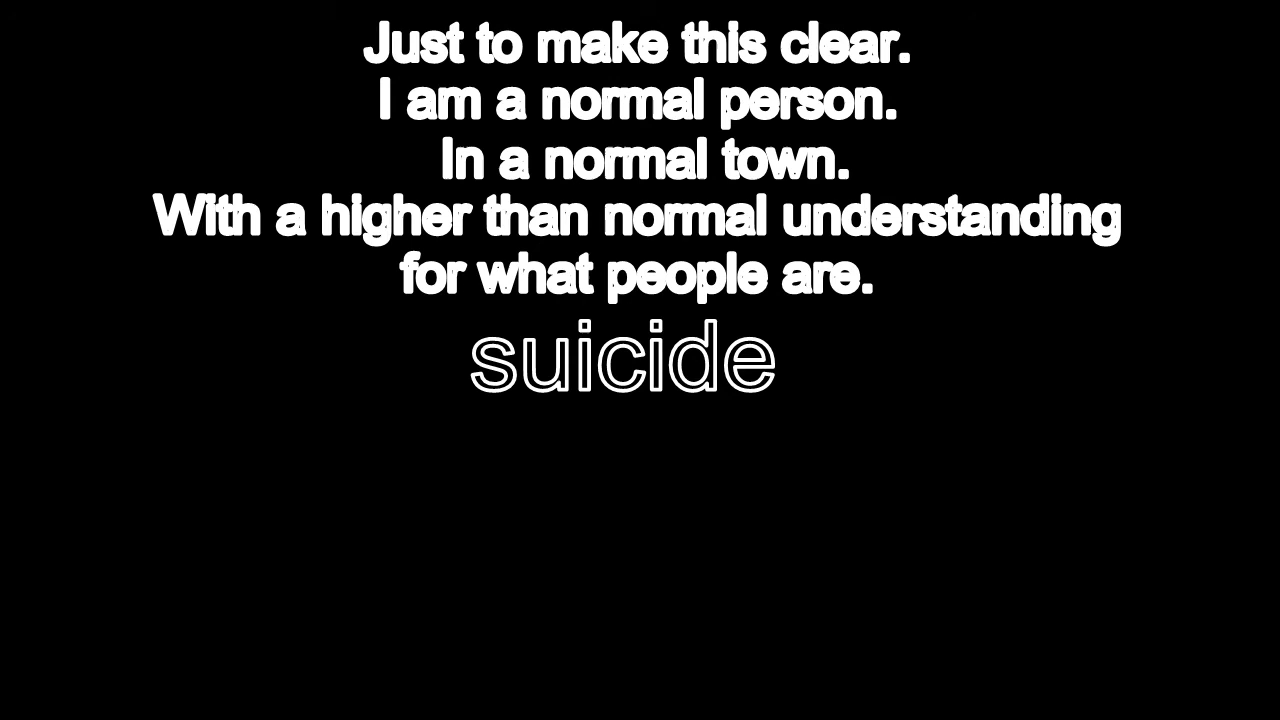 Just to make this clear.
I am a normal person.
In a normal town.
With a higher than normal understanding
for what people are.
suicide